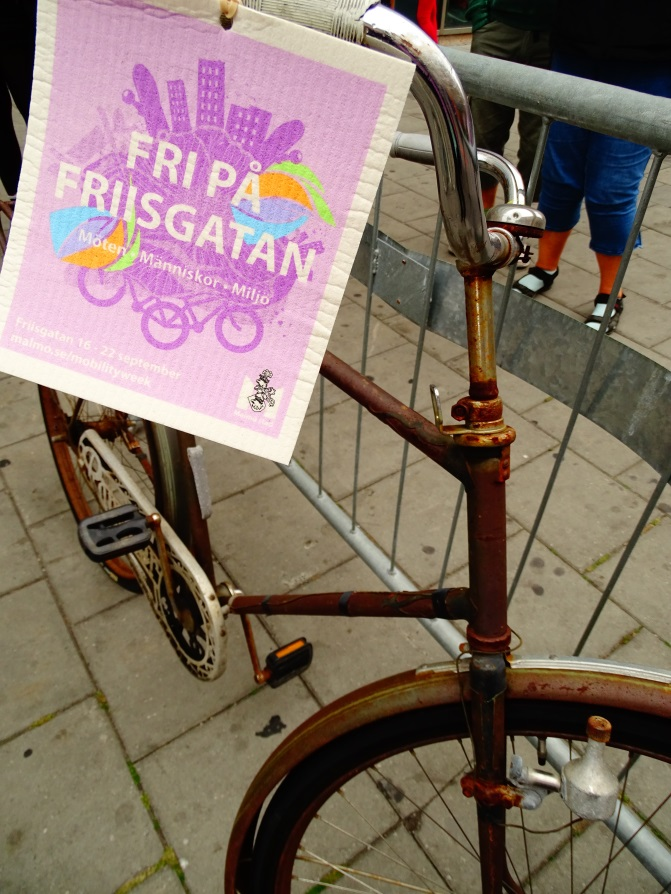 FRI PÅ
FRIISGATAN
Möten · Människor · Miljö
Friisgatan 16 - 22 september
malmo.se/mobilityweek